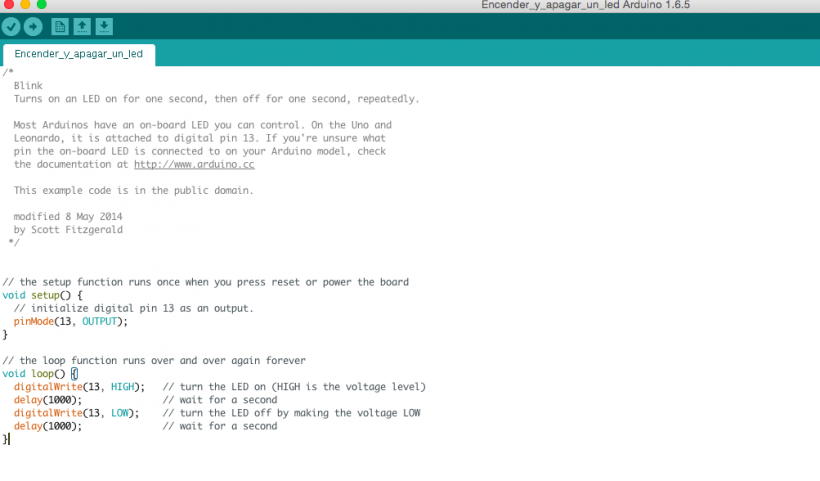 Encender_y_apagar_un_led Arduino 1.6.5
Encender_y_apagar_un_led
/*
  Blink
  Turns on an LED on for one second, then off for one second, repeatedly.

  Most Arduinos have an on-board LED you can control. On the Uno and
  Leonardo, it is attached to digital pin 13. If you're unsure what
  pin the on-board LED is connected to on your Arduino model, check
  the documentation at http://www.arduino.cc

  This example code is in the public domain.

  modified 8 May 2014
  by Scott Fitzgerald
 */

// the setup function runs once when you press reset or power the board
void setup() {
  // initialize digital pin 13 as an output.
  pinMode(13, OUTPUT);
}

// the loop function runs over and over again forever
void loop() {
  digitalWrite(13, HIGH);   // turn the LED on (HIGH is the voltage level)
  delay(1000);              // wait for a second
  digitalWrite(13, LOW);    // turn the LED off by making the voltage LOW
  delay(1000);              // wait for a second
}